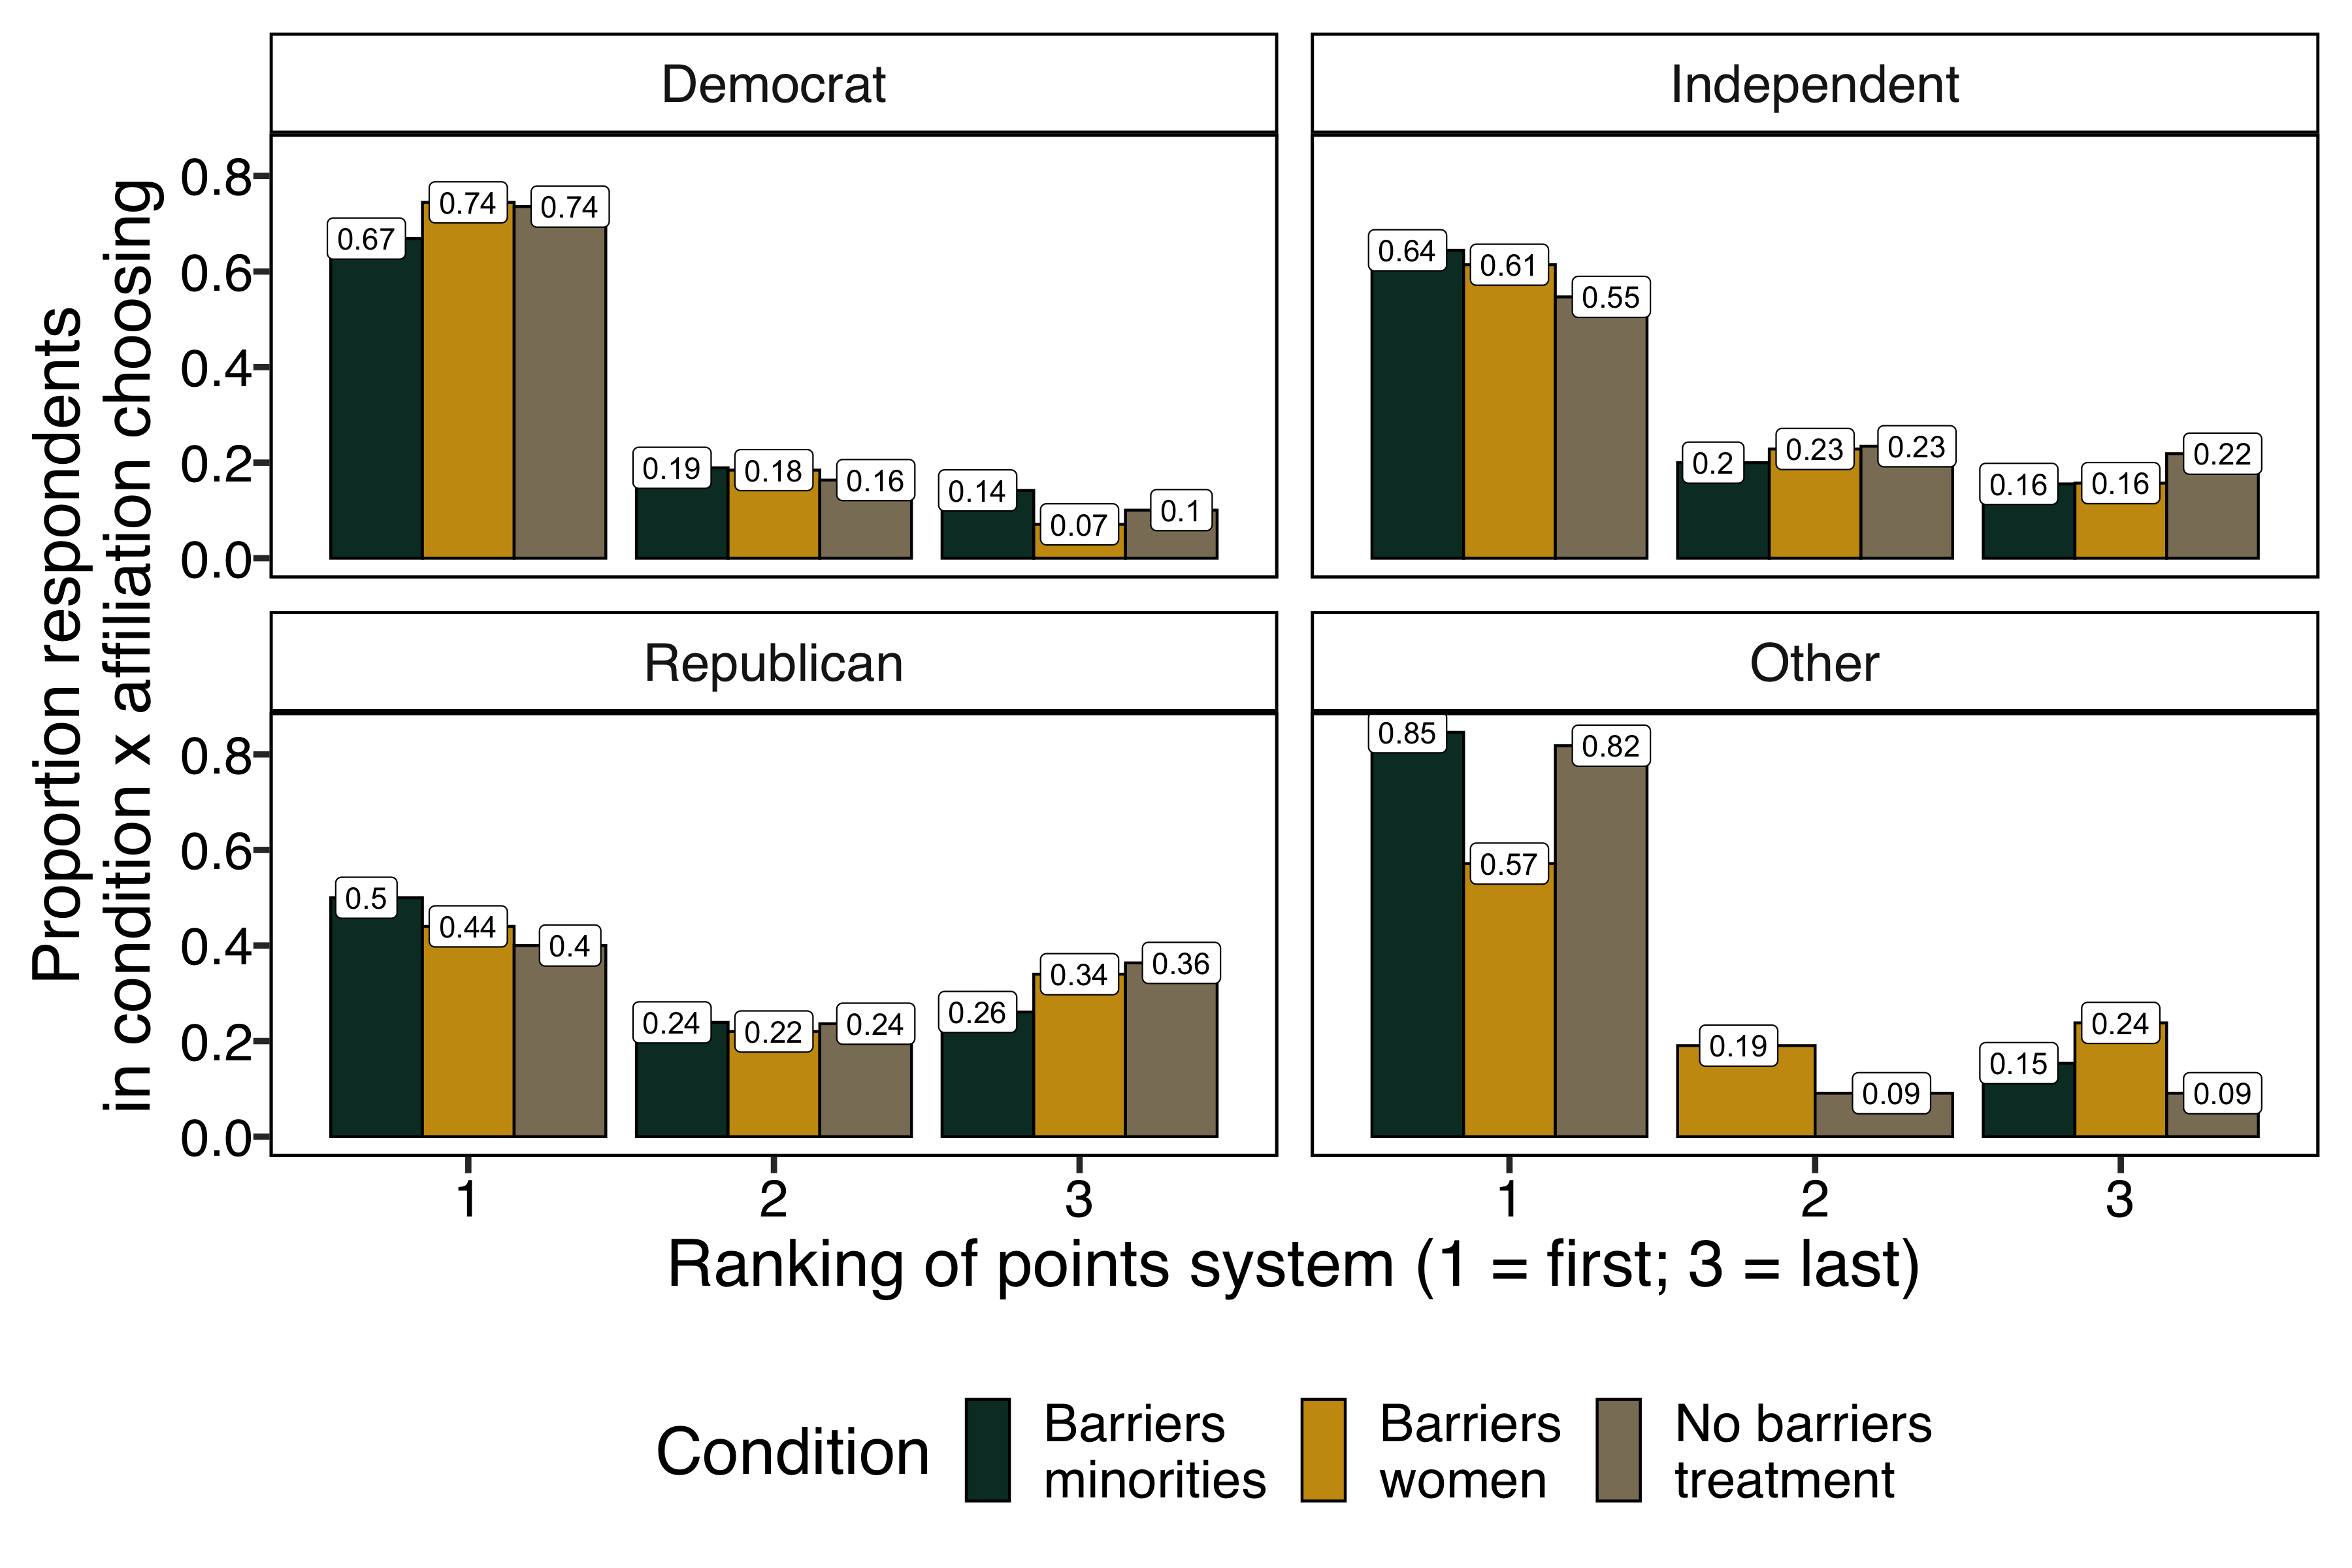 Democrat
Independent
Proportion respondents
in condition x affiliation choosing
0.8
0.6
0.4
0.2
0.0
0.67
0.74
0.74
0.19
0.18
0.16
0.14
0.07
0.1
0.64
0.61
0.55
0.2
0.23
0.23
0.16
0.16
0.22
Republican
Other
0.8
0.6
0.4
0.2
0.0
0.5
0.44
0.4
0.24
0.22
0.24
0.26
0.34
0.36
0.85
0.57
0.82
0.19
0.09
0.15
0.24
0.09
1 2 3
1 2 3
Ranking of points system (1 = first; 3 = last)
Condition
Barriers
minorities
Barriers
women
No barriers
treatment